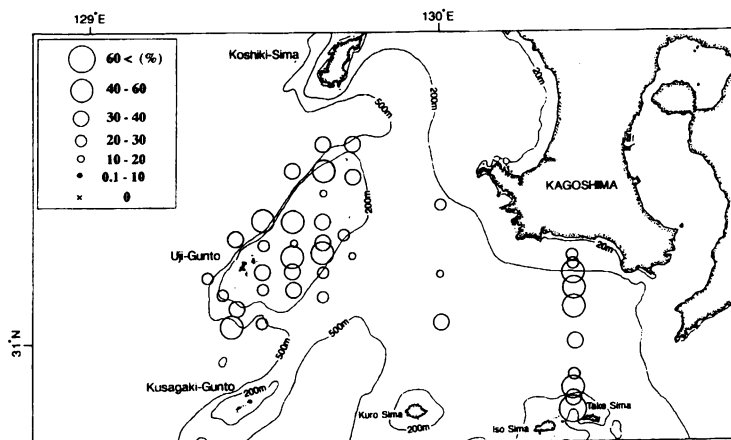 129°E
130°E
60 < (%)
40 - 60
30 - 40
20 - 30
10 - 20
0.1 - 10
0
Koshiki-Sima
500m
200m
20m
KAGOSHIMA
200m
Uji-Gunto
20m
31°N
500m
500m
Kusagaki-Gunto
200m
Kuro Sima
200m
Take Sima
Iso Sima